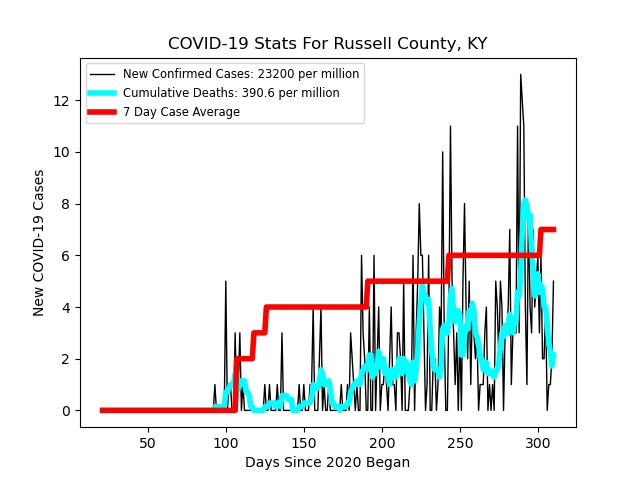 COVID-19 Stats For Russell County, KY
New Confirmed Cases: 23200 per million
Cumulative Deaths: 390.6 per million
7 Day Case Average
New COVID-19 Cases
12
10
8
6
4
2
0
50
100
150
200
250
300
Days Since 2020 Began